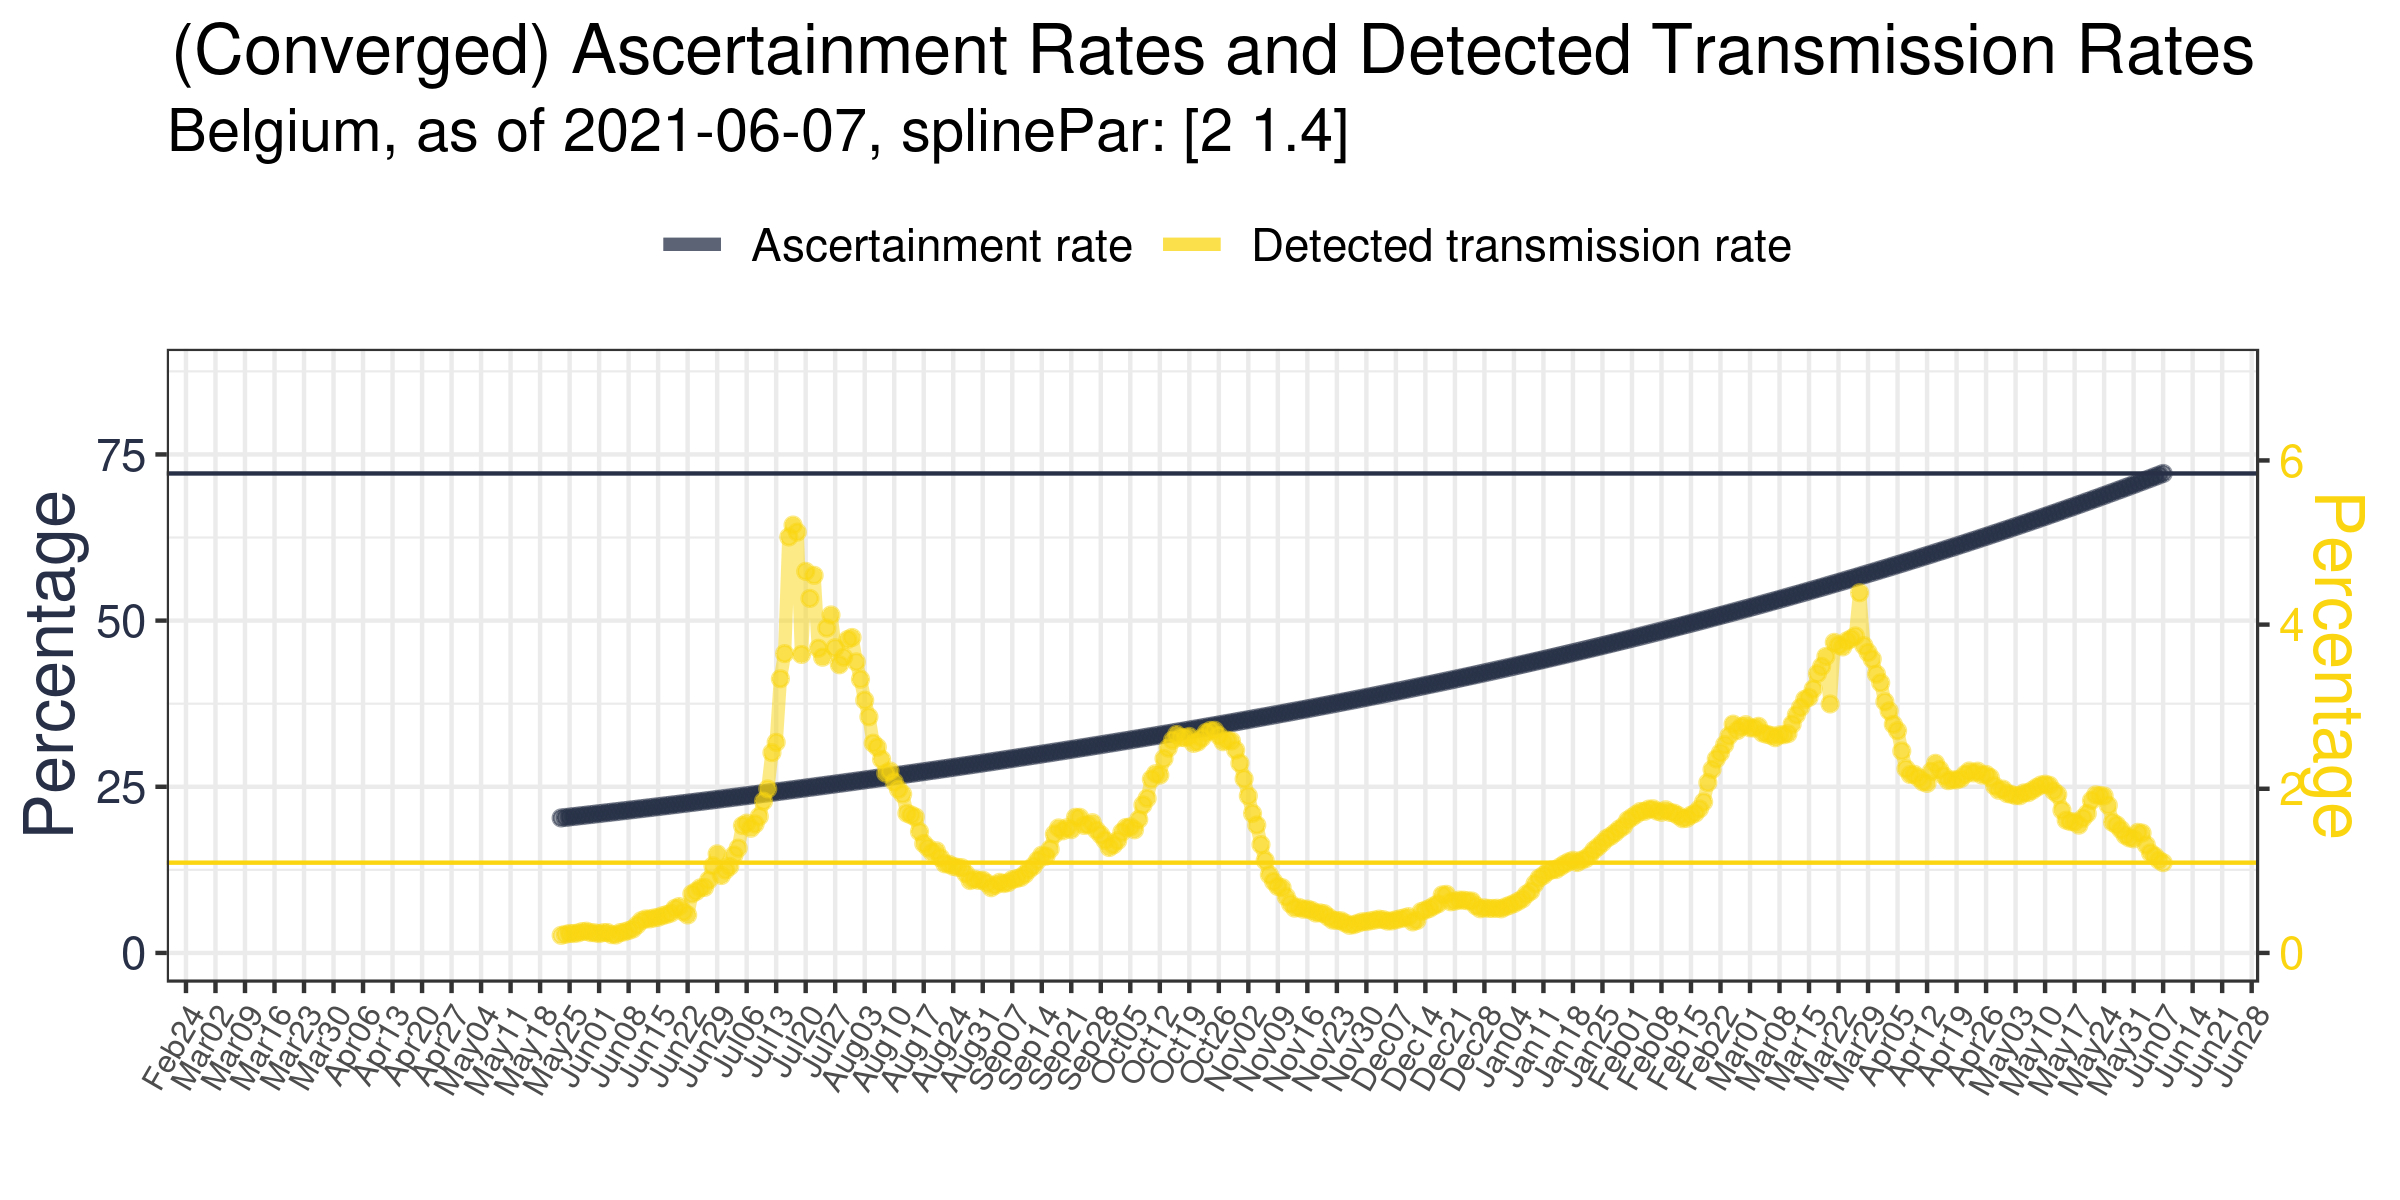 (Converged) Ascertainment Rates and Detected Transmission Rates
Belgium, as of 2021-06-07, splinePar: [2 1.4]
Ascertainment rate
Detected transmission rate
Percentage
75
50
25
0
6
4
2
0
Percentage
Feb24
Mar02
Mar09
Mar16
Mar23
Mar30
Apr06
Apr13
Apr20
Apr27
May04
May11
May18
May25
Jun01
Jun08
Jun15
Jun22
Jun29
Jul06
Jul13
Jul20
Jul27
Aug03
Aug10
Aug17
Aug24
Aug31
Sep07
Sep14
Sep21
Sep28
Oct05
Oct12
Oct19
Oct26
Nov02
Nov09
Nov16
Nov23
Nov30
Dec07
Dec14
Dec21
Dec28
Jan04
Jan11
Jan18
Jan25
Feb01
Feb08
Feb15
Feb22
Mar01
Mar08
Mar15
Mar22
Mar29
Apr05
Apr12
Apr19
Apr26
May03
May10
May17
May24
May31
Jun07
Jun14
Jun21
Jun28